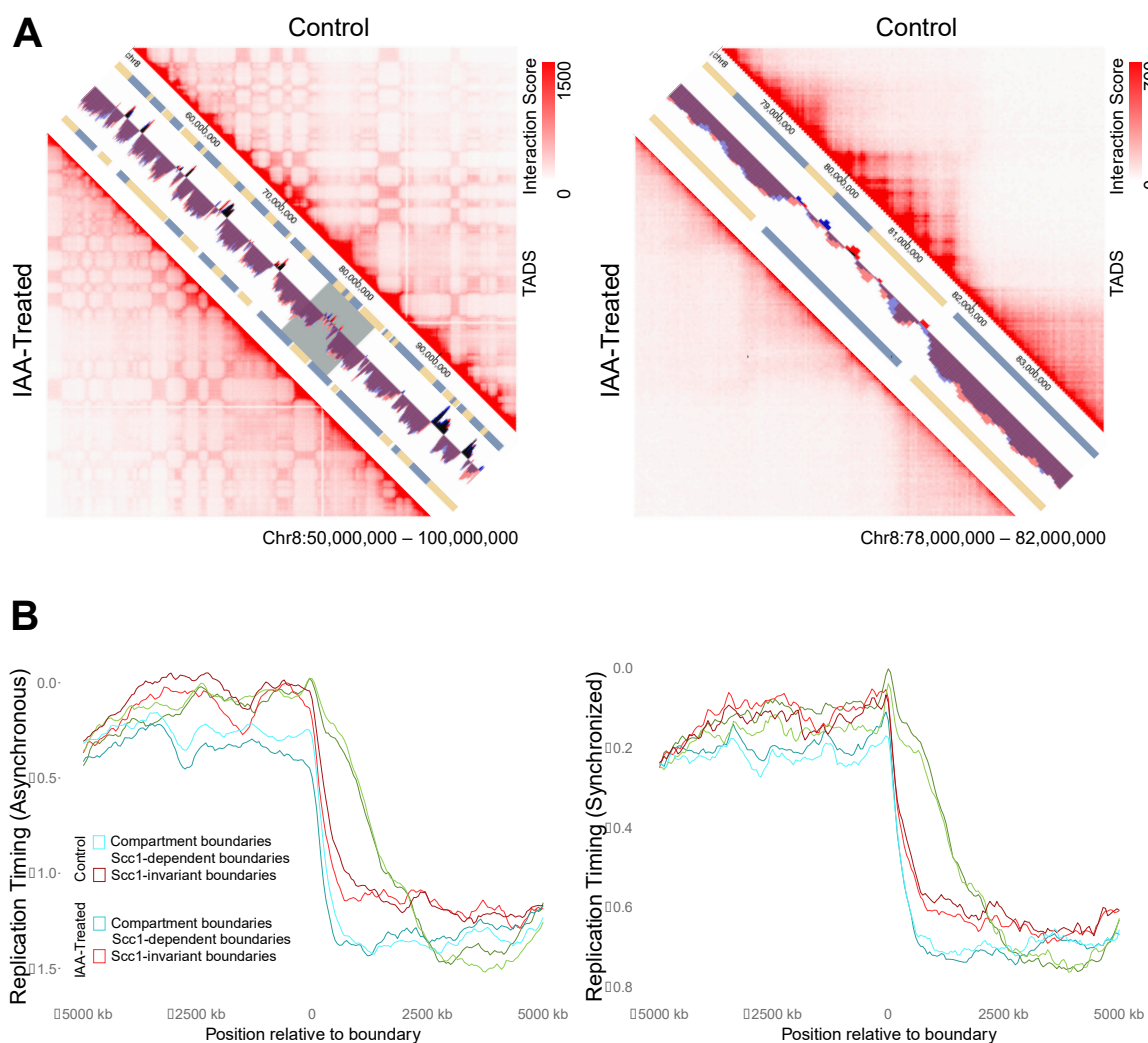 A
Control
Control
chr8
60,000,000
70,000,000
80,000,000
90,000,000
Interaction Score
0
1500
TADS
IAA-Treated
Chr8:50,000,000 – 100,000,000
chr8
79,000,000
80,000,000
81,000,000
82,000,000
83,000,000
Interaction Score
TADS
IAA-Treated
Chr8:78,000,000 – 82,000,000
B
Replication Timing (Asynchronous)
0.0
0.5
1.0
1.5
Control
Compartment boundaries
Scc1-dependent boundaries
Scc1-invariant boundaries
IAA-Treated
Compartment boundaries
Scc1-dependent boundaries
Scc1-invariant boundaries
5000 kb
2500 kb
0
2500 kb
5000 kb
Position relative to boundary
Replication Timing (Synchronized)
0.0
0.2
0.4
0.6
0.8
5000 kb
2500 kb
0
2500 kb
5000 kb
Position relative to boundary